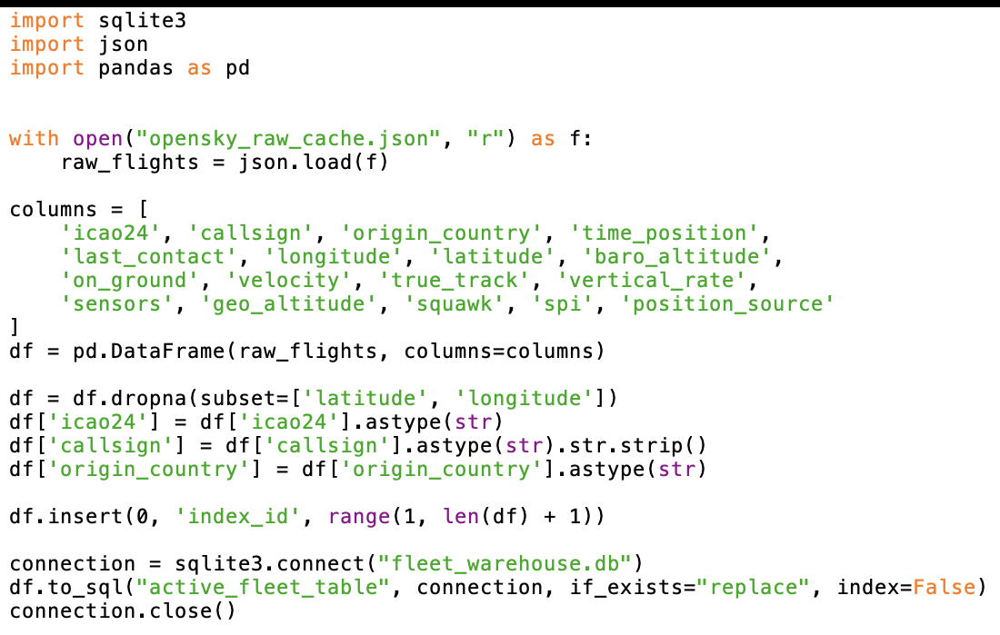 import sqlite3
import json
import pandas as pd
with open("opensky_raw_cache.json", "r") as f:
    raw_flights = json.load(f)
columns = [
    'icao24', 'callsign', 'origin_country', 'time_position',
    'last_contact', 'longitude', 'latitude', 'baro_altitude',
    'on_ground', 'velocity', 'true_track', 'vertical_rate',
    'sensors', 'geo_altitude', 'squawk', 'spi', 'position_source'
]
df = pd.DataFrame(raw_flights, columns=columns)
df = df.dropna(subset=['latitude', 'longitude'])
df['icao24'] = df['icao24'].astype(str)
df['callsign'] = df['callsign'].astype(str).str.strip()
df['origin_country'] = df['origin_country'].astype(str)
df.insert(0, 'index_id', range(1, len(df) + 1))
connection = sqlite3.connect("fleet_warehouse.db")
df.to_sql("active_fleet_table", connection, if_exists="replace", index=False)
connection.close()